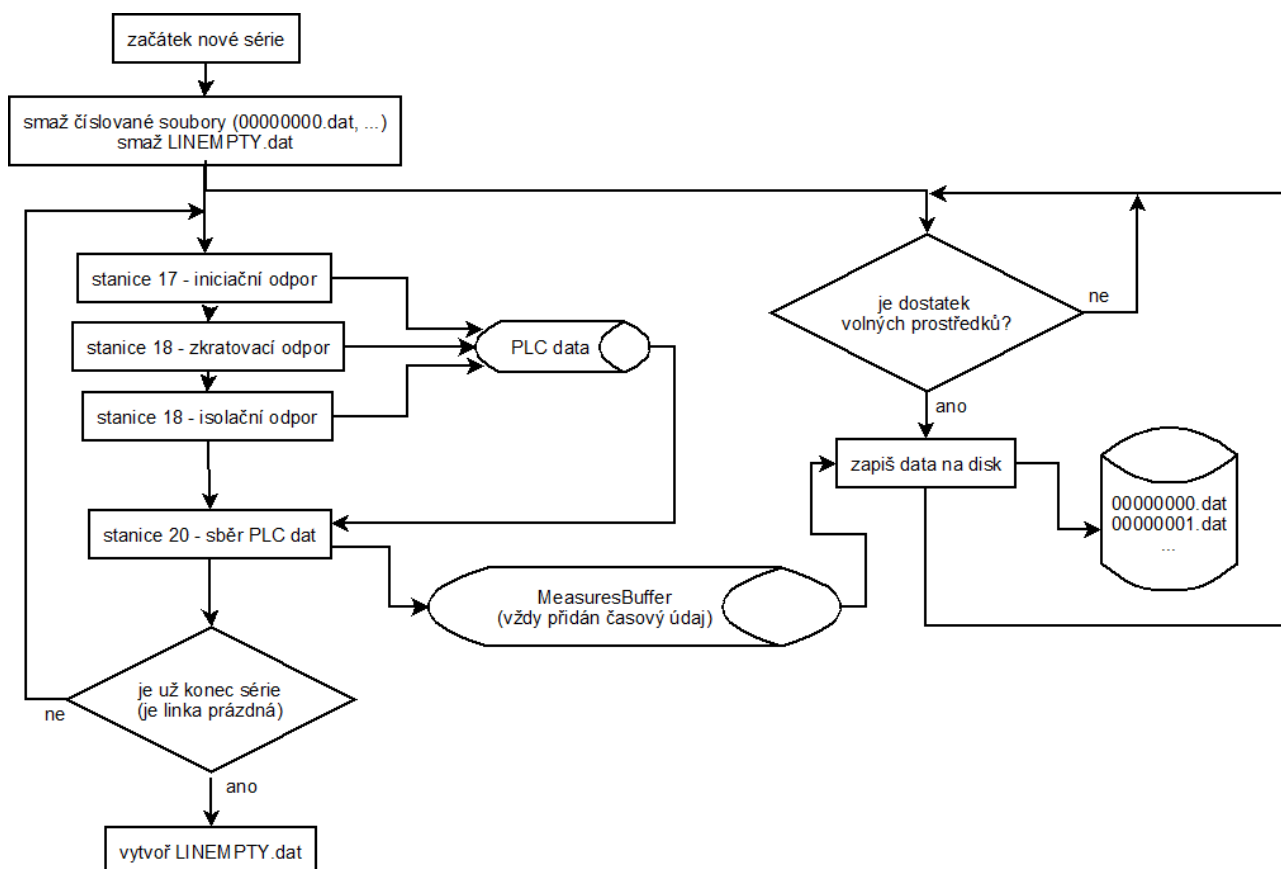 začátek nové série
smaž číslované soubory (00000000.dat, ...)
smaž LINEMPTY.dat
stanice 17 - iniciační odpor
stanice 18 - zkratovací odpor
stanice 18 - isolační odpor
PLC data
stanice 20 - sběr PLC dat
MeasuresBuffer
(vždy přidán časový údaj)
je už konec série
(je linka prázdná)
ne
ano
vytvoř LINEMPTY.dat
je dostatek
volných prostředků?
ne
ano
zapiš data na disk
00000000.dat
00000001.dat
...